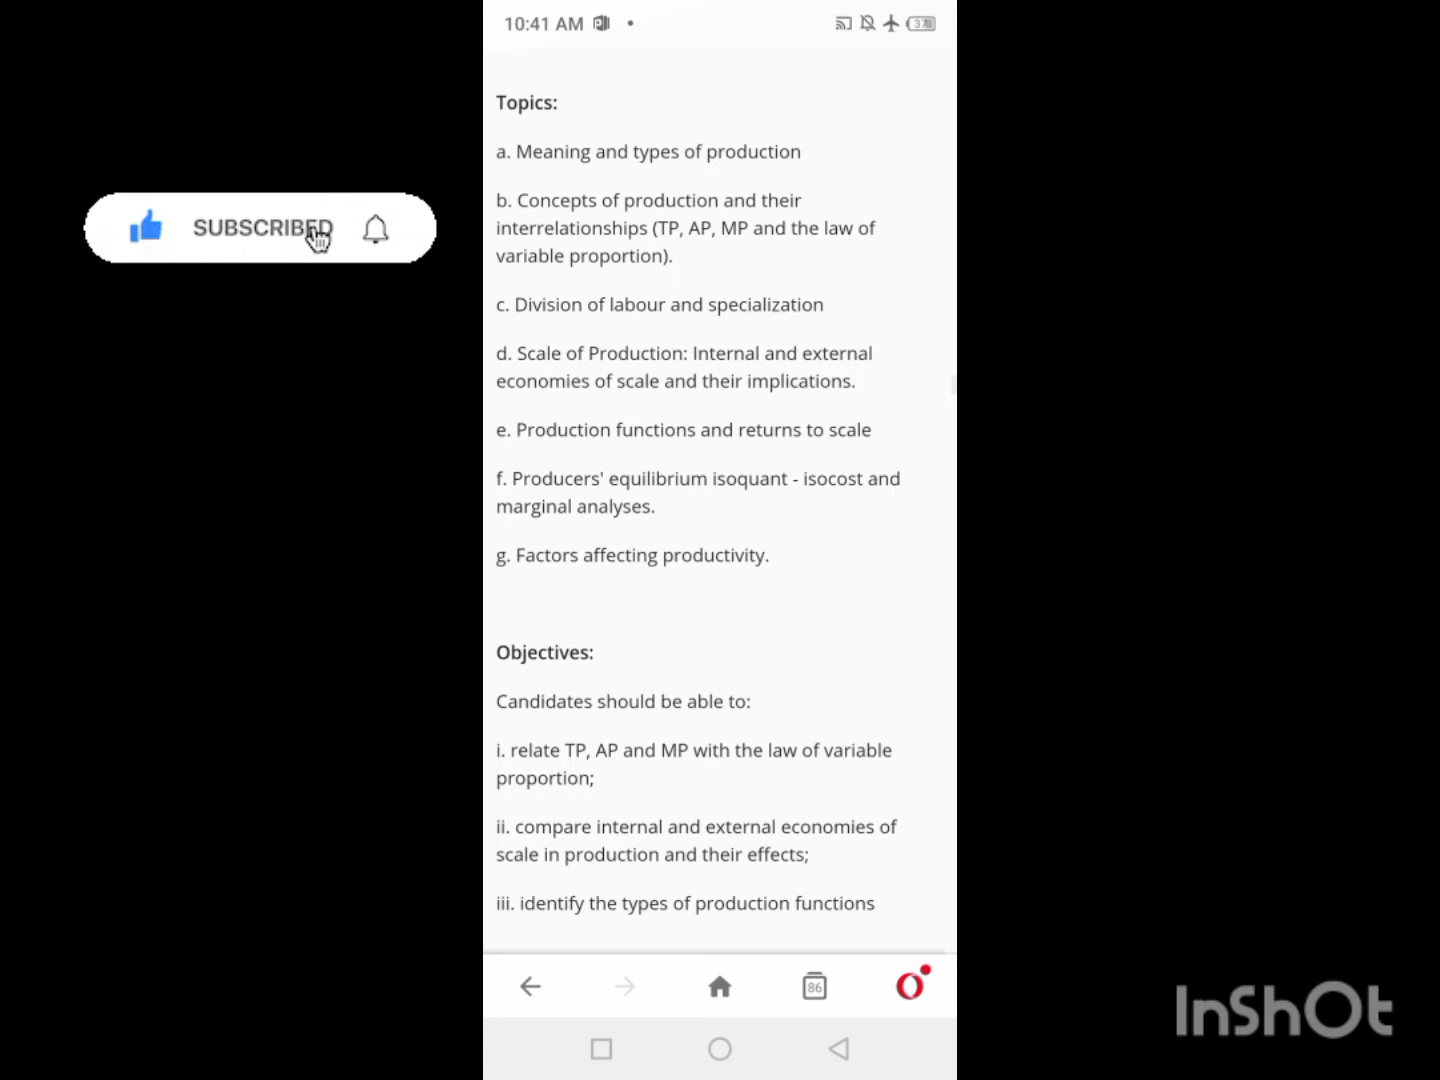 10:41 AM
37
Topics:
a. Meaning and types of production
b. Concepts of production and their
interrelationships (TP, AP, MP and the law of
variable proportion).
SUBSCRIBED
c. Division of labour and specialization
d. Scale of Production: Internal and external
economies of scale and their implications.
e. Production functions and returns to scale
f. Producers' equilibrium isoquant - isocost and
marginal analyses.
g. Factors affecting productivity.
Objectives:
Candidates should be able to:
i. relate TP, AP and MP with the law of variable
proportion;
ii. compare internal and external economies of
scale in production and their effects;
iii. identify the types of production functions
86
InShOt